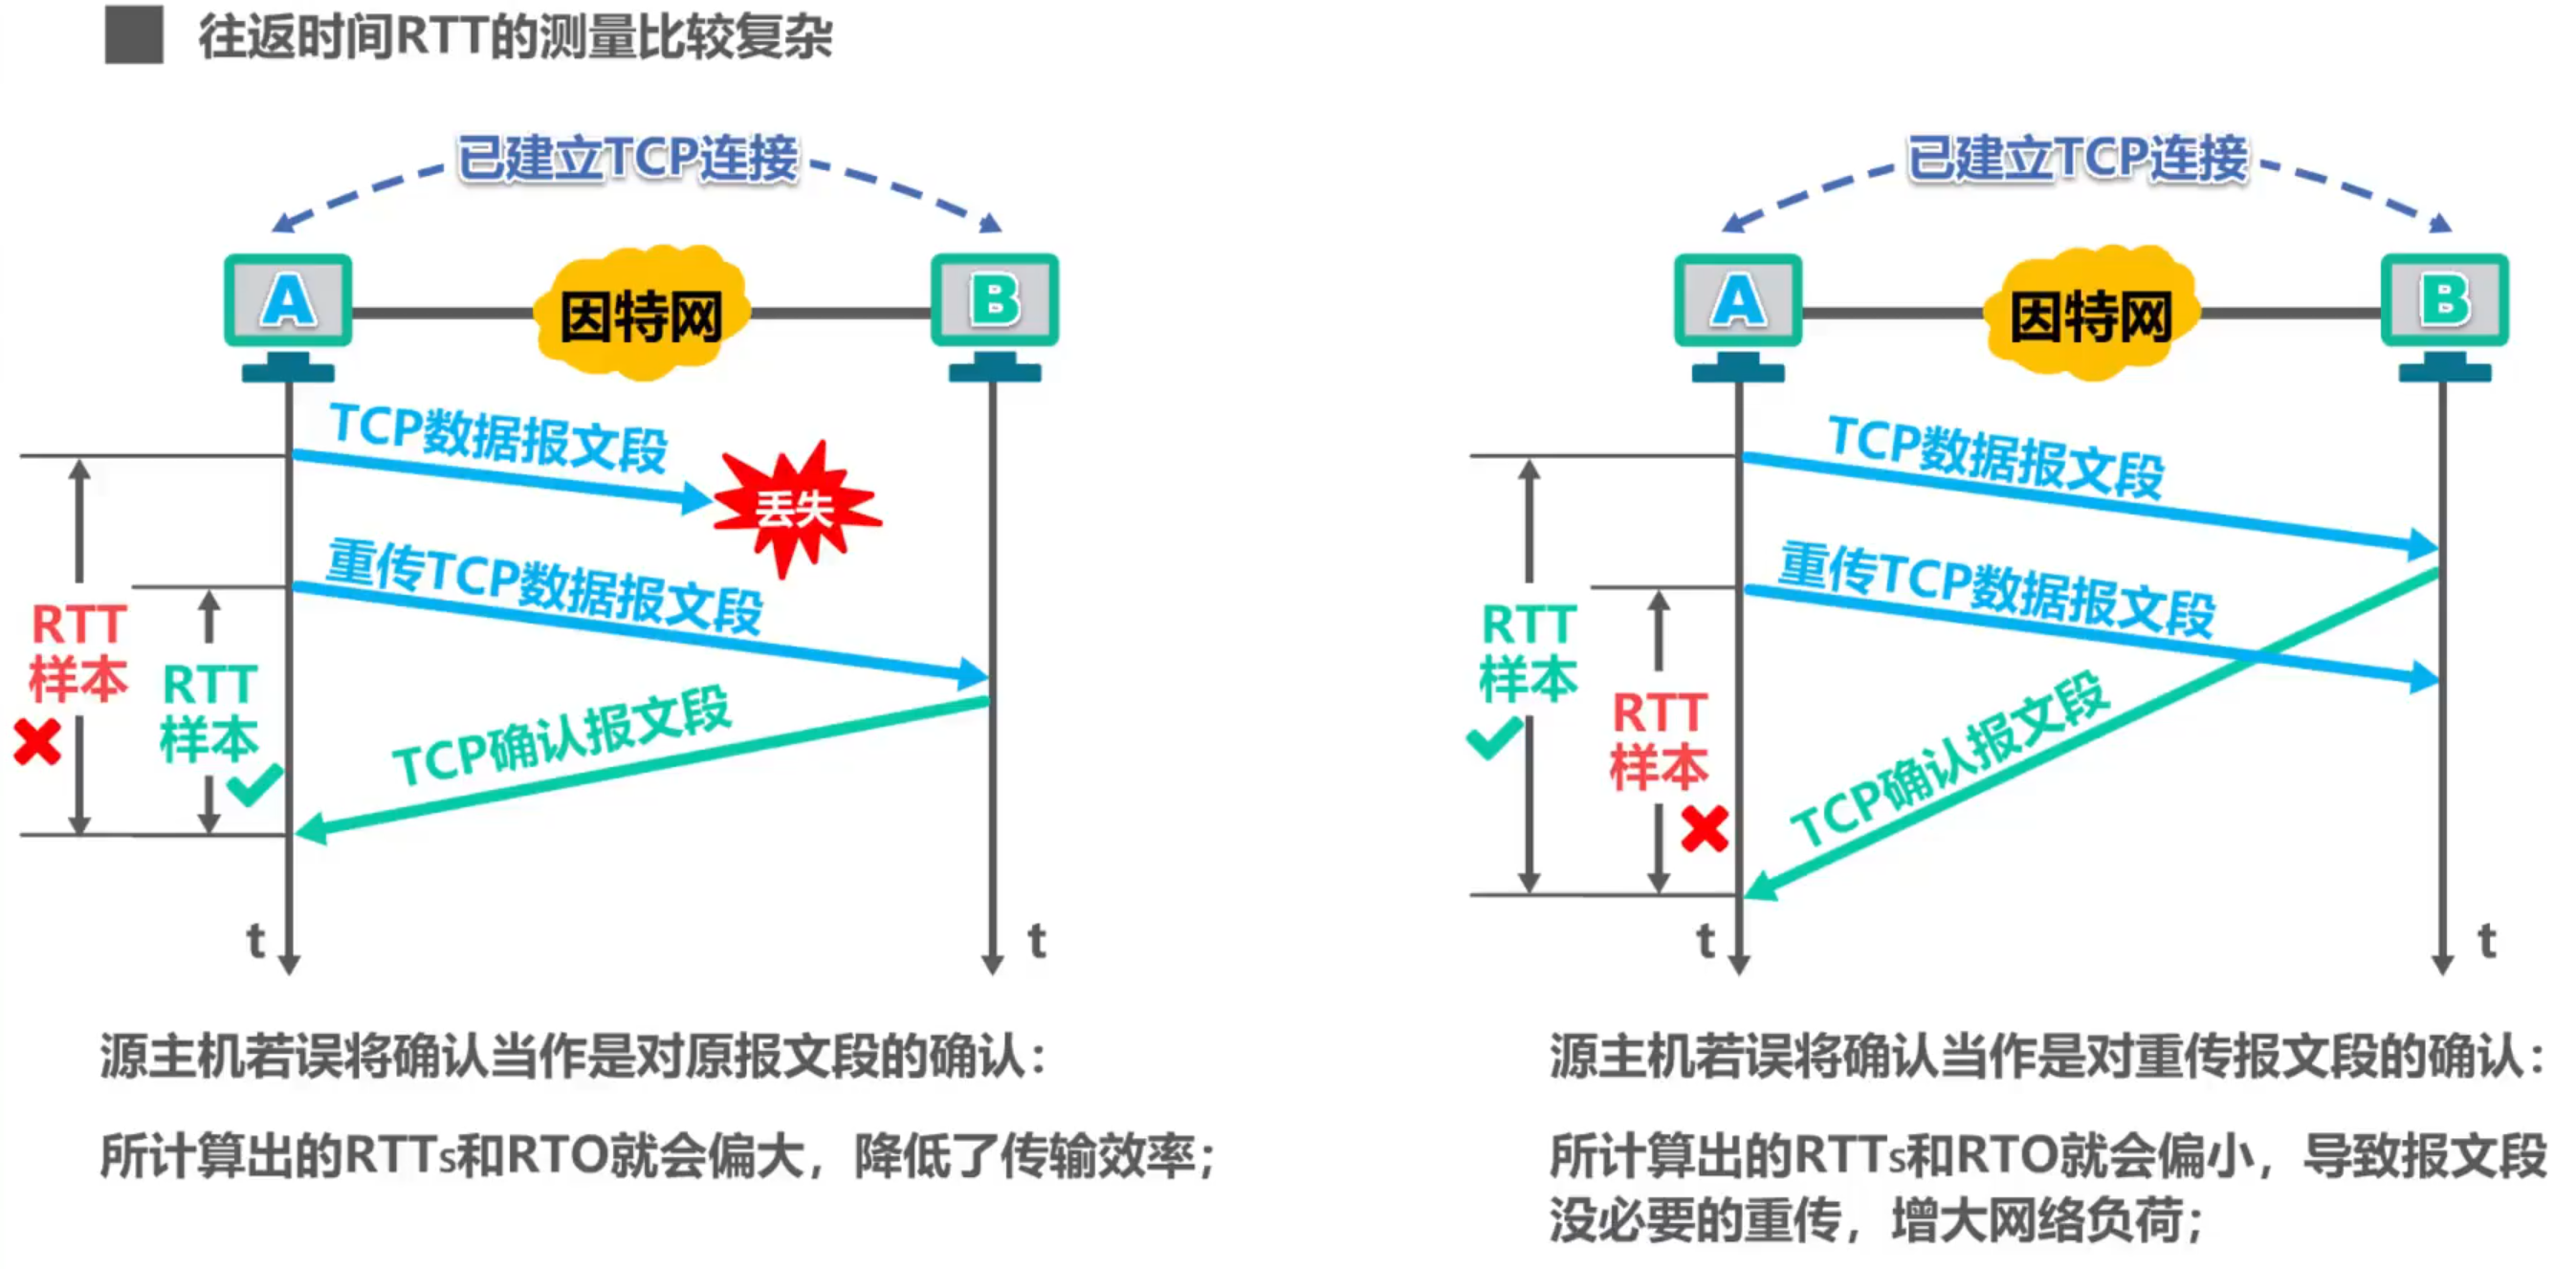 往返时间RTT的测量比较复杂
已建立TCP连接
A
因特网
B
TCP数据报文段
丢失
重传TCP数据报文段
RTT
样本
RTT
样本
TCP确认报文段
t
t
源主机若误将确认当作是对原报文段的确认：
所计算出的RTTs和RTO就会偏大，降低了传输效率；
已建立TCP连接
A
因特网
B
TCP数据报文段
重传TCP数据报文段
RTT
样本
RTT
样本
TCP确认报文段
t
t
源主机若误将确认当作是对重传报文段的确认：
所计算出的RTTs和RTO就会偏小，导致报文段
没必要的重传，增大网络负荷；